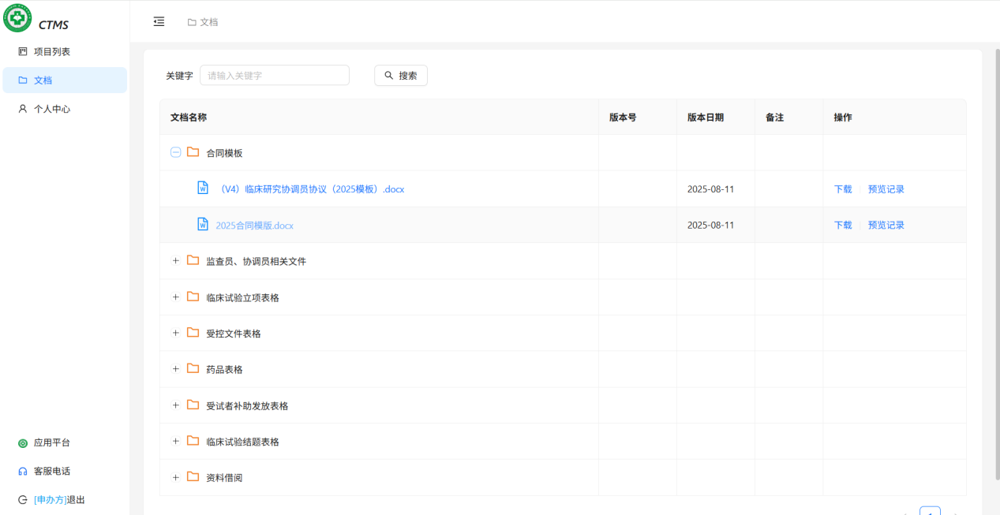 CTMS
项目列表
文档
个人中心
应用平台
客服电话
[申办方]退出
文档
关键字 请输入关键字 搜索
文档名称 版本号 版本日期 备注 操作
合同模板
（V4）临床研究协调员协议（2025模板）.docx 2025-08-11 下载 预览记录
2025合同模版.docx 2025-08-11 下载 预览记录
监查员、协调员相关文件
临床试验立项表格
受控文件表格
药品表格
受试者补助发放表格
临床试验结题表格
资料借阅
1